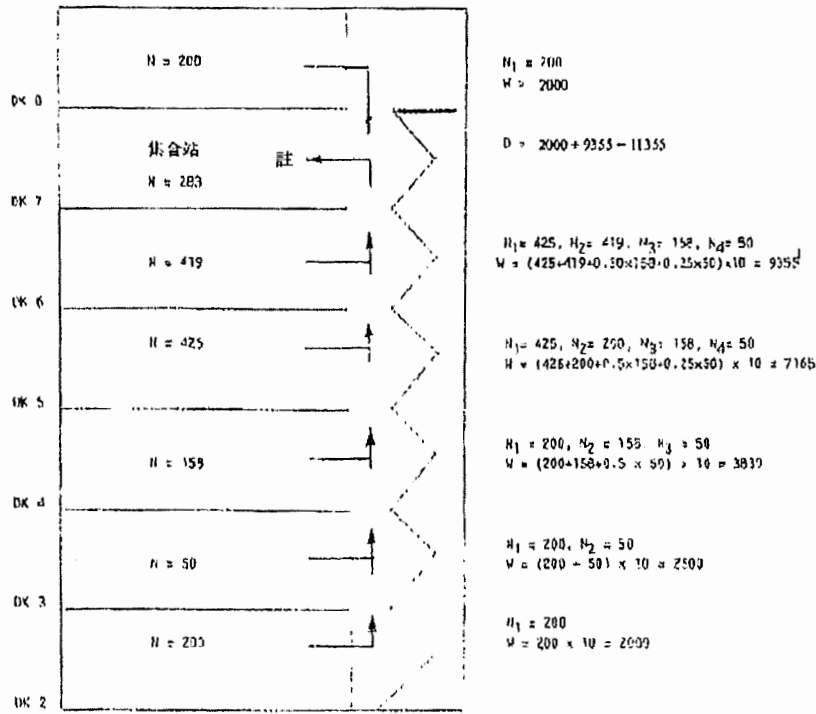 N = 200
N₁ = 200
W = 2000
DK 8
集合站 註
N = 283
D = 2000 + 9355 = 11355
DK 7
N = 419
N₁= 425, N₂= 419, N₃= 158, N₄= 50
W = (425+419+0.50×158+0.25×50)×10 = 9355
DK 6
N = 425
N₁= 425, N₂= 200, N₃= 158, N₄= 50
W = (425+200+0.5×158+0.25×50) × 10 = 7165
DK 5
N = 158
N₁ = 200, N₂ = 158, N₃ = 50
W = (200+158+0.5 × 50) × 10 = 3830
DK 4
N = 50
N₁ = 200, N₂ = 50
W = (200 + 50) × 10 = 2500
DK 3
N = 200
N₁ = 200
W = 200 × 10 = 2000
DK 2